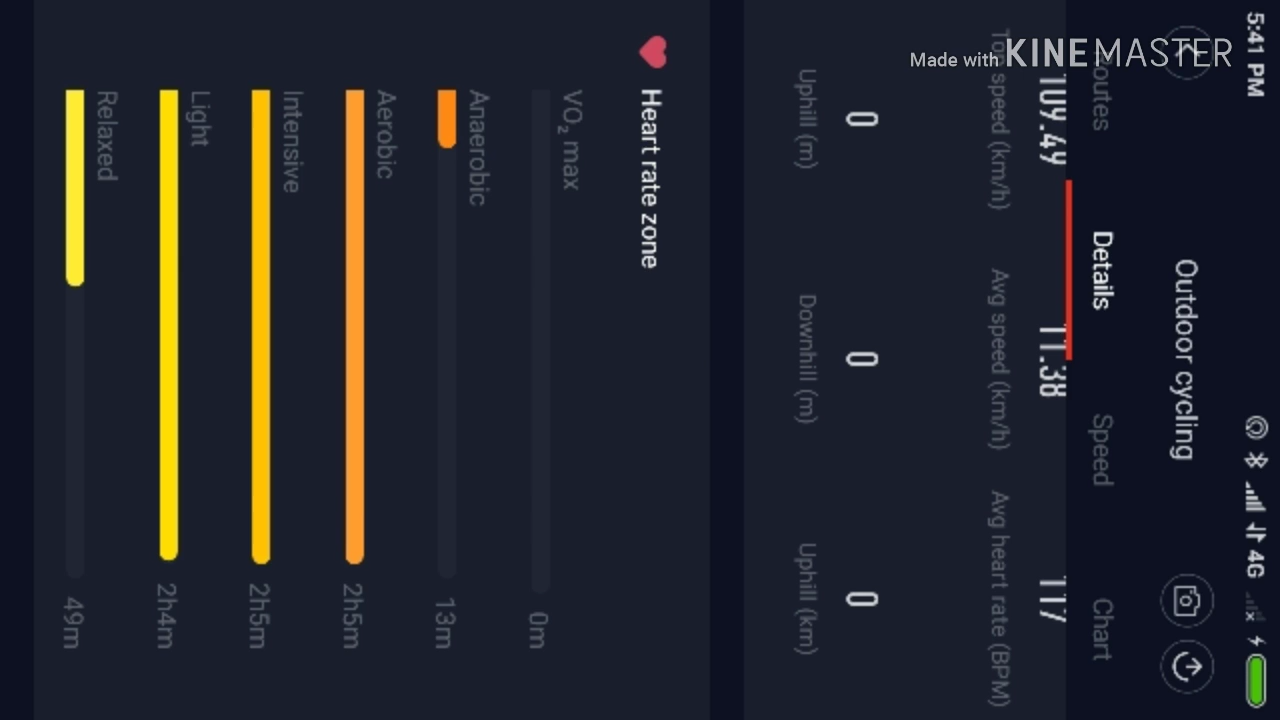 Made with KINEMASTER
5:41 PM 4G
Outdoor cycling
Routes Details Speed Chart
109.49 11.38 117
Top speed (km/h) Avg speed (km/h) Avg heart rate (BPM)
0 0 0
Uphill (m) Downhill (m) Uphill (km)
Heart rate zone
VO₂ max
0m
Anaerobic
13m
Aerobic
2h5m
Intensive
2h5m
Light
2h4m
Relaxed
49m